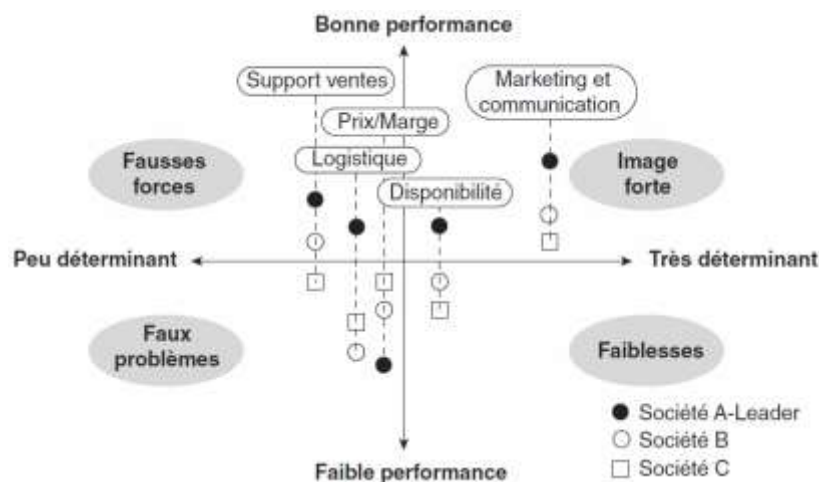 Bonne performance
Support ventes
Marketing et
communication
Prix/Marge
Fausses
forces
Logistique
Image
forte
Disponibilité
Peu déterminant
Très déterminant
Faux
problèmes
Faiblesses
Société A-Leader
Société B
Société C
Faible performance